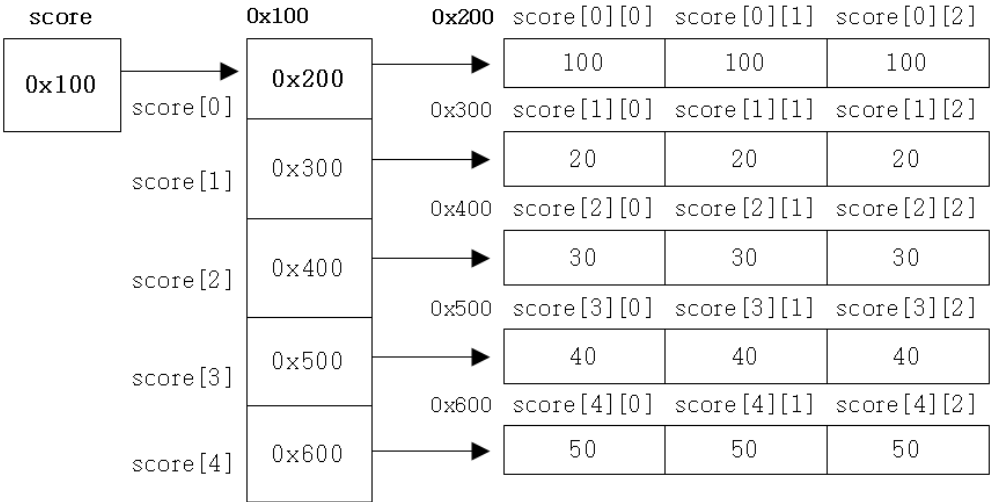 score 0x100 0x200 score[0][0] score[0][1] score[0][2]
0x100 0x200 100 100 100
score[0] 0x300 score[1][0] score[1][1] score[1][2]
0x300 20 20 20
score[1] 0x400 score[2][0] score[2][1] score[2][2]
0x400 30 30 30
score[2] 0x500 score[3][0] score[3][1] score[3][2]
0x500 40 40 40
score[3] 0x600 score[4][0] score[4][1] score[4][2]
0x600 50 50 50
score[4]